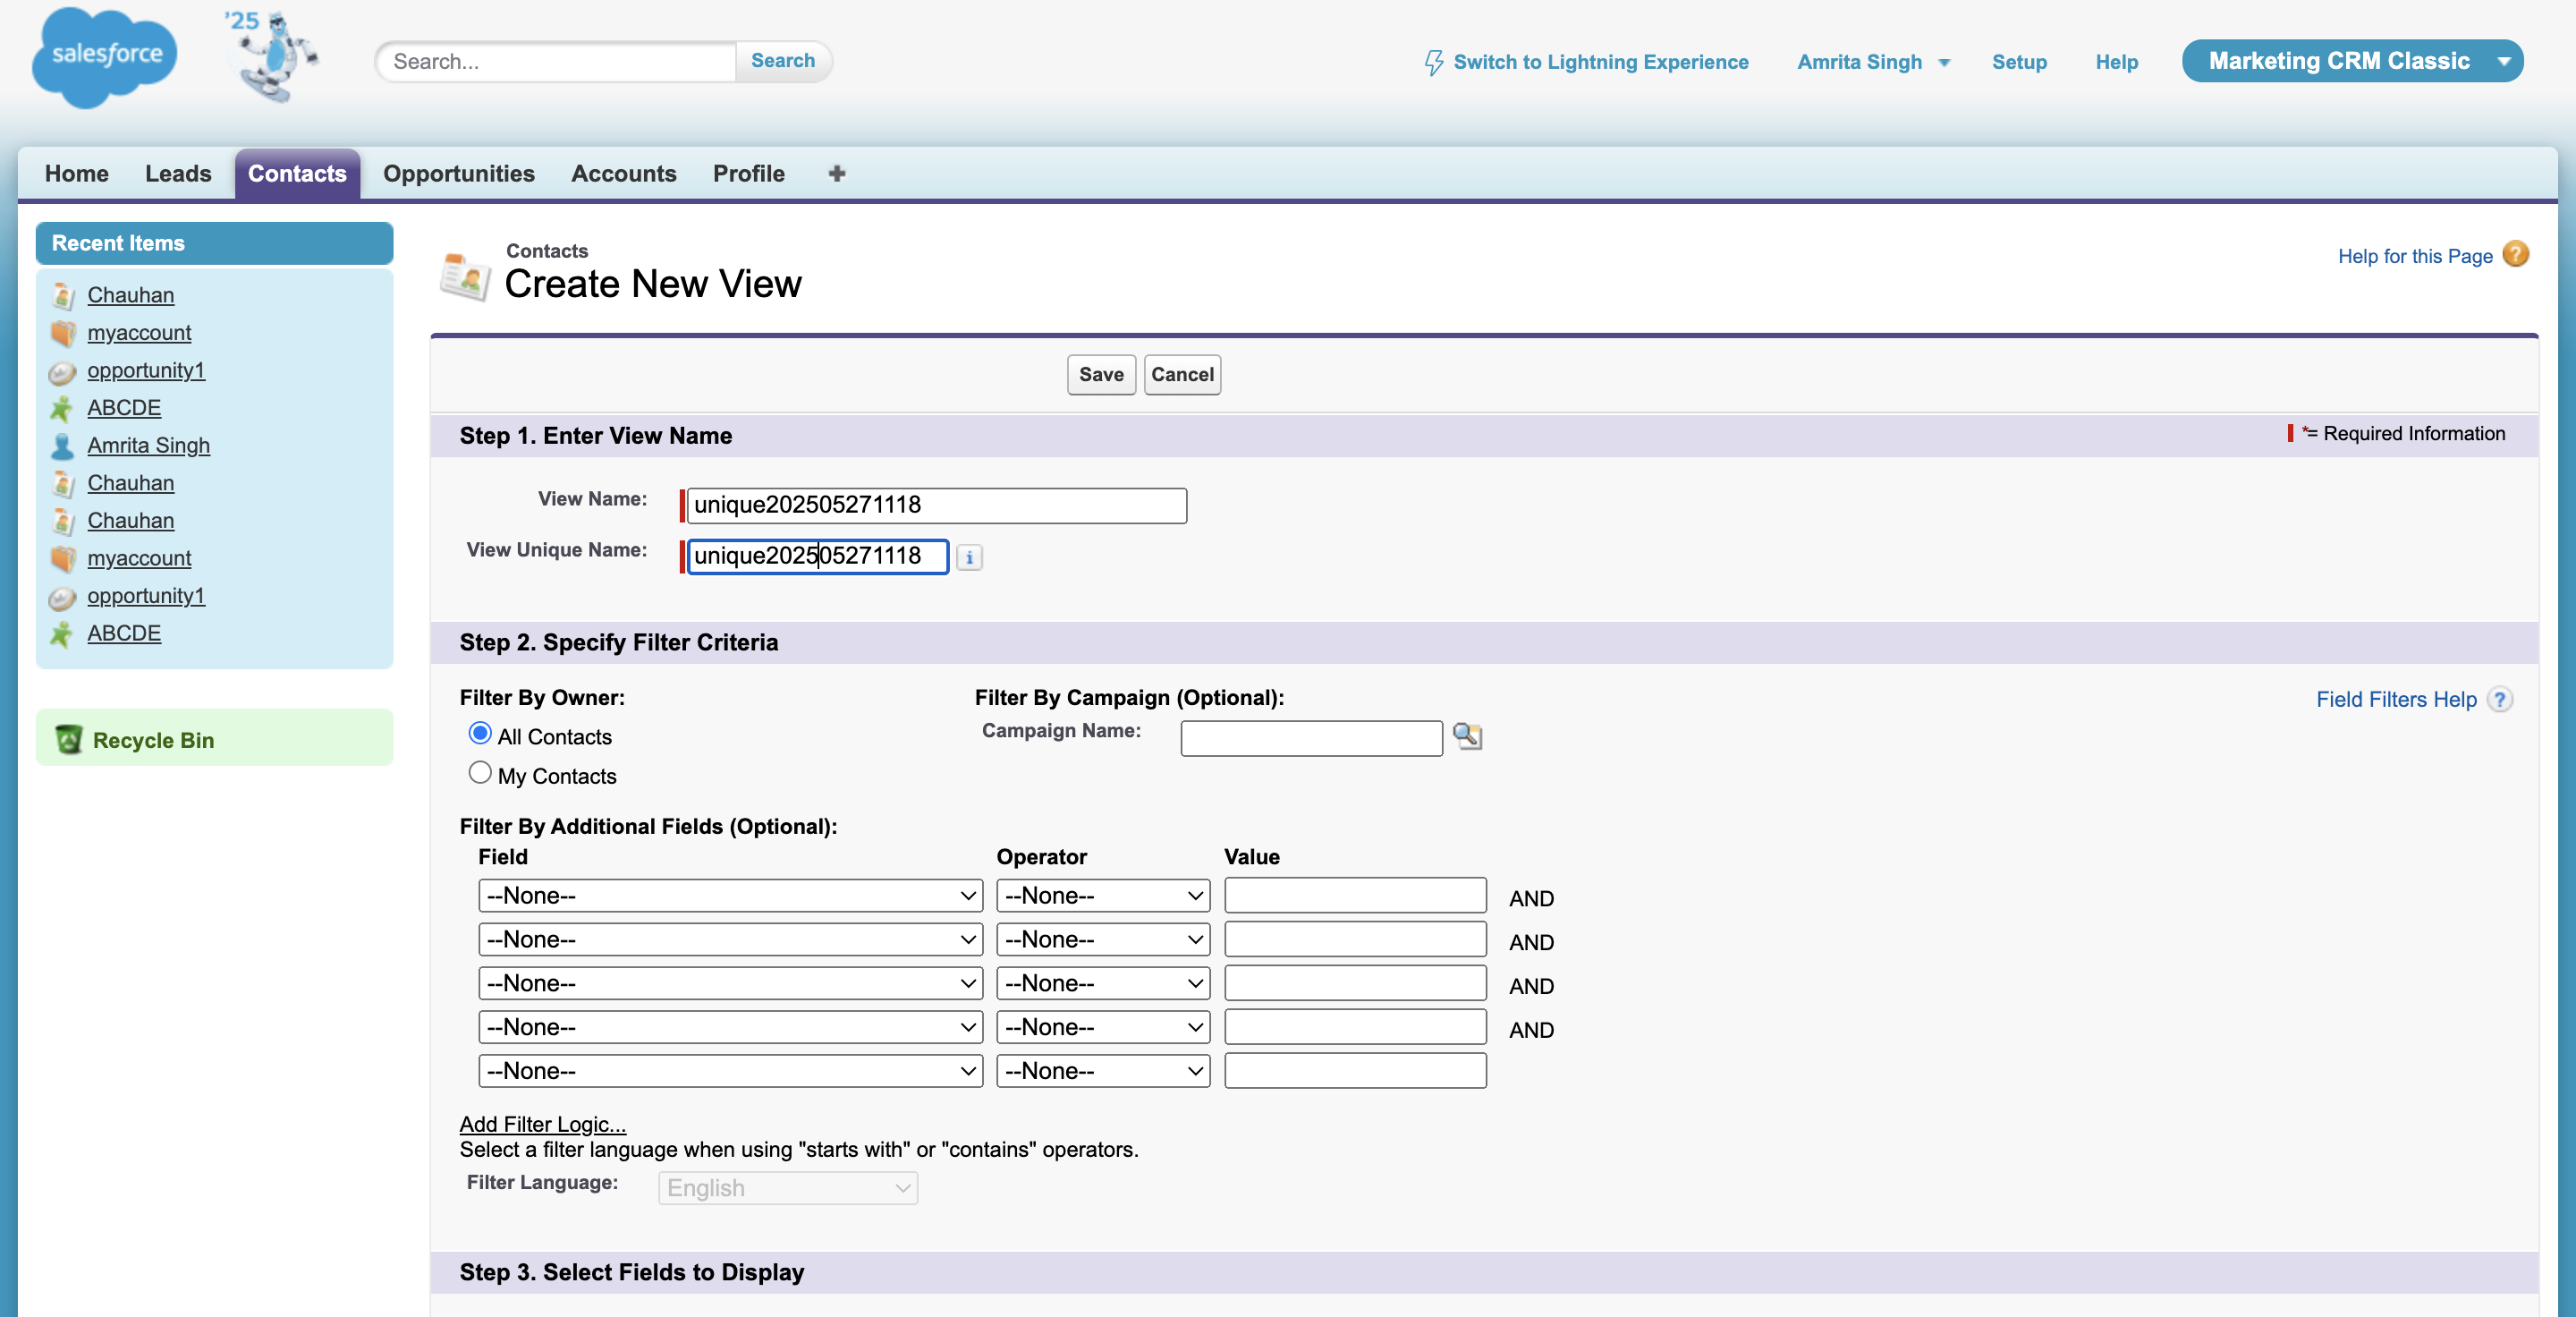 salesforce
'25
Search...
Search
Switch to Lightning Experience
Amrita Singh
Setup
Help
Marketing CRM Classic
Home
Leads
Contacts
Opportunities
Accounts
Profile
Recent Items
Chauhan
myaccount
opportunity1
ABCDE
Amrita Singh
Chauhan
Chauhan
myaccount
opportunity1
ABCDE
Recycle Bin
Contacts
Create New View
Help for this Page
Save
Cancel
Step 1. Enter View Name
*= Required Information
View Name:
unique202505271118
View Unique Name:
unique202505271118
Step 2. Specify Filter Criteria
Filter By Owner:
All Contacts
My Contacts
Filter By Campaign (Optional):
Campaign Name:
Field Filters Help
Filter By Additional Fields (Optional):
Field Operator Value
--None-- --None-- AND
--None-- --None-- AND
--None-- --None-- AND
--None-- --None-- AND
--None-- --None--
Add Filter Logic...
Select a filter language when using "starts with" or "contains" operators.
Filter Language: English
Step 3. Select Fields to Display